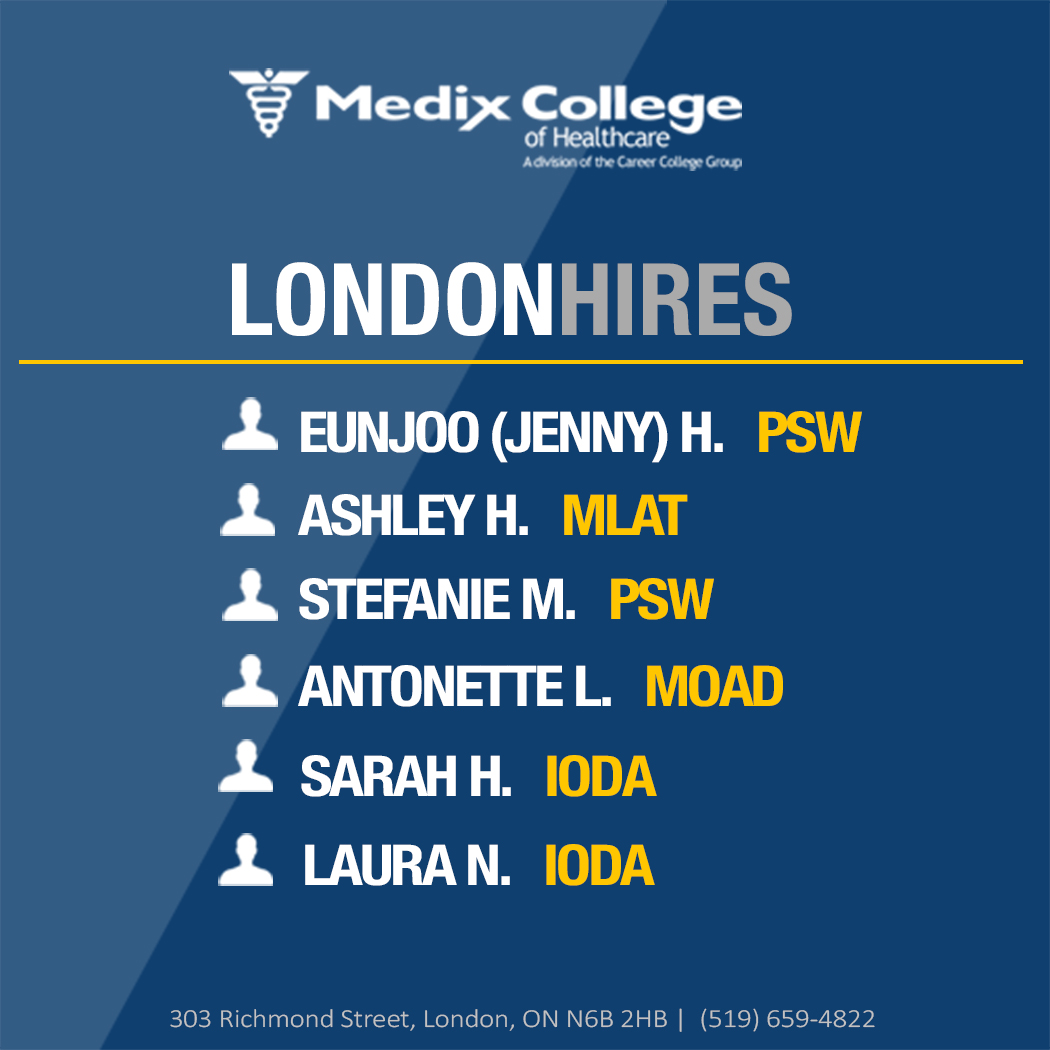 Medix College
of Healthcare
A division of the Career College Group
LONDONHIRES
EUNJOO (JENNY) H. PSW
ASHLEY H. MLAT
STEFANIE M. PSW
ANTONETTE L. MOAD
SARAH H. IODA
LAURA N. IODA
303 Richmond Street, London, ON N6B 2HB | (519) 659-4822